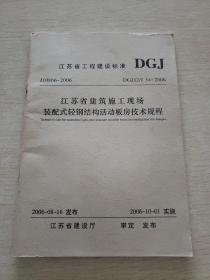 江苏省工程建设标准 DGJ
J10806-2006 DGJ32/J 54-2006
江苏省建筑施工现场
装配式轻钢结构活动板房技术规程
2006-08-16 发布 2006-10-01 实施
江苏省建设厅 审定 发布